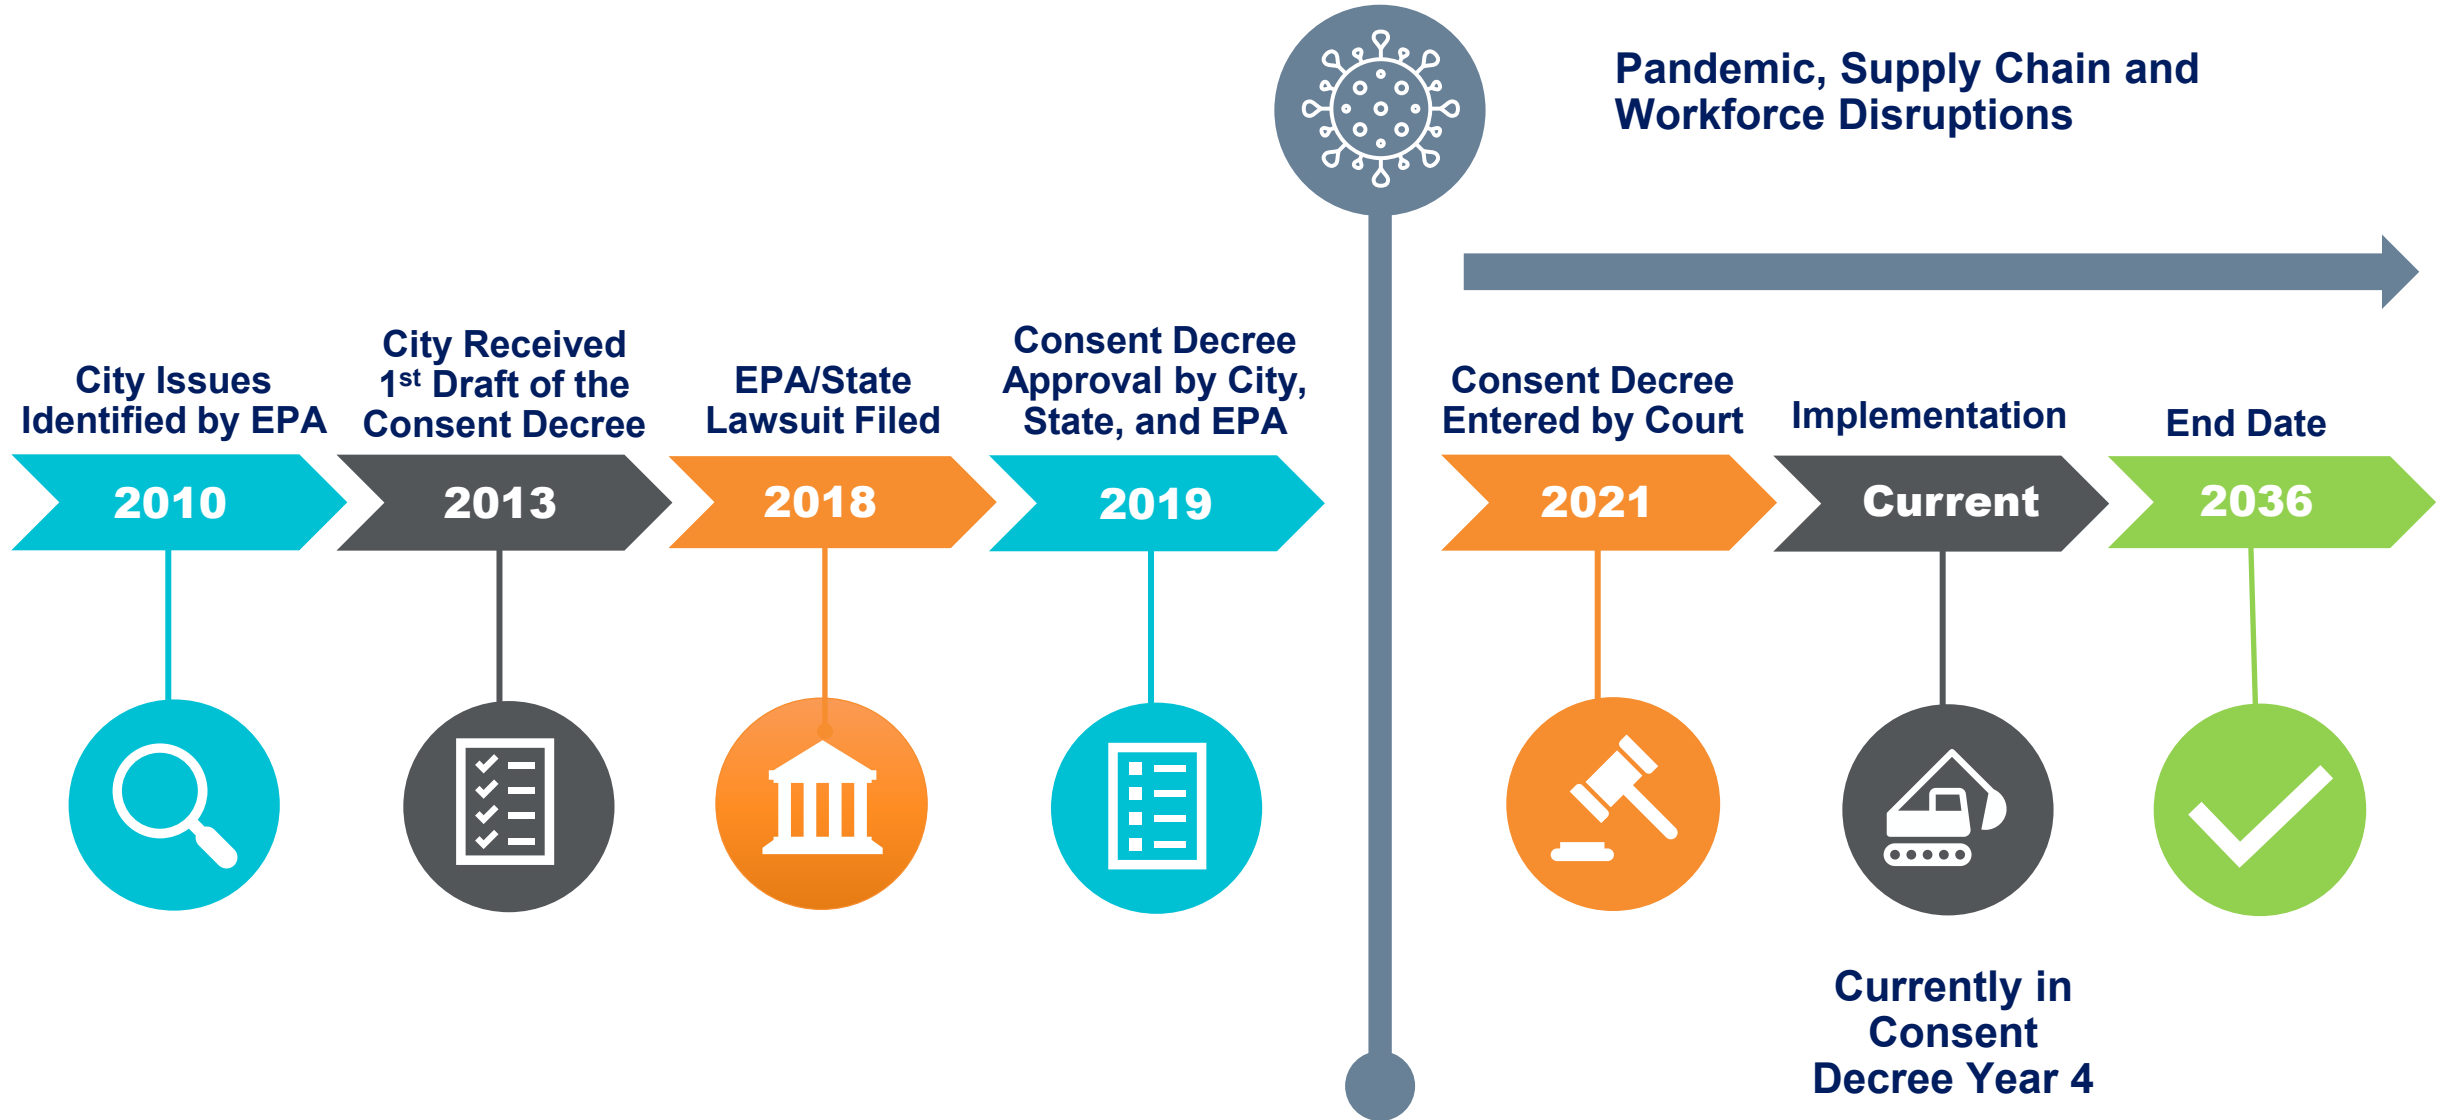 Pandemic, Supply Chain and
Workforce Disruptions
City Issues
Identified by EPA
City Received
1st Draft of the
Consent Decree
EPA/State
Lawsuit Filed
Consent Decree
Approval by City,
State, and EPA
Consent Decree
Entered by Court
Implementation
End Date
2010
2013
2018
2019
2021
Current
2036
Currently in
Consent
Decree Year 4